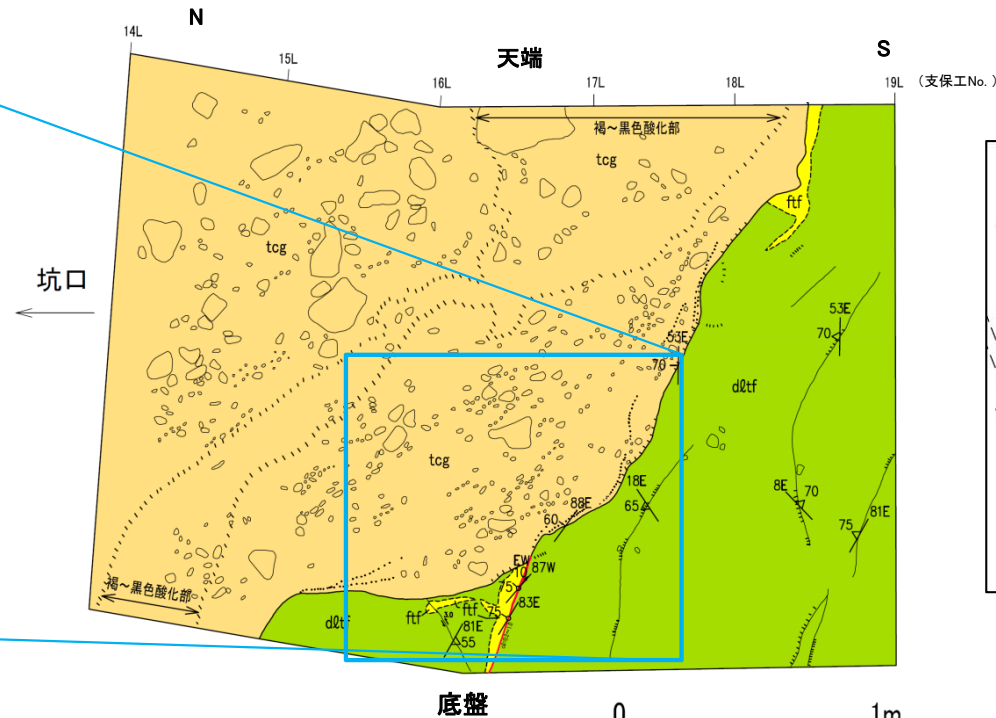 N
天端
S
14L
15L
16L
17L
18L
19L
（支保工No. ）
褐～黒色酸化部
tcg
ftf
tcg
坑口
53E
70
53E
70
dℓtf
tcg
18E
65
8E
70
81E
75
88E
60
EW
10
87W
75
83E
褐～黒色酸化部
dℓtf
ftf
ftf
30
75
81E
55
底盤
0
1m